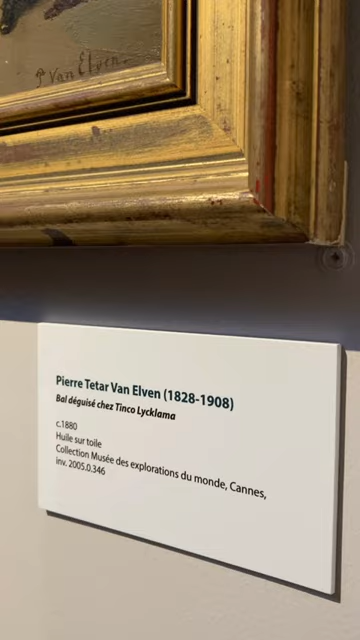 P Van Elven.
Pierre Tetar Van Elven (1828-1908)
Bal déguisé chez Tinco Lycklama
c.1880
Huile sur toile
Collection Musée des explorations du monde, Cannes,
inv. 2005.0.346